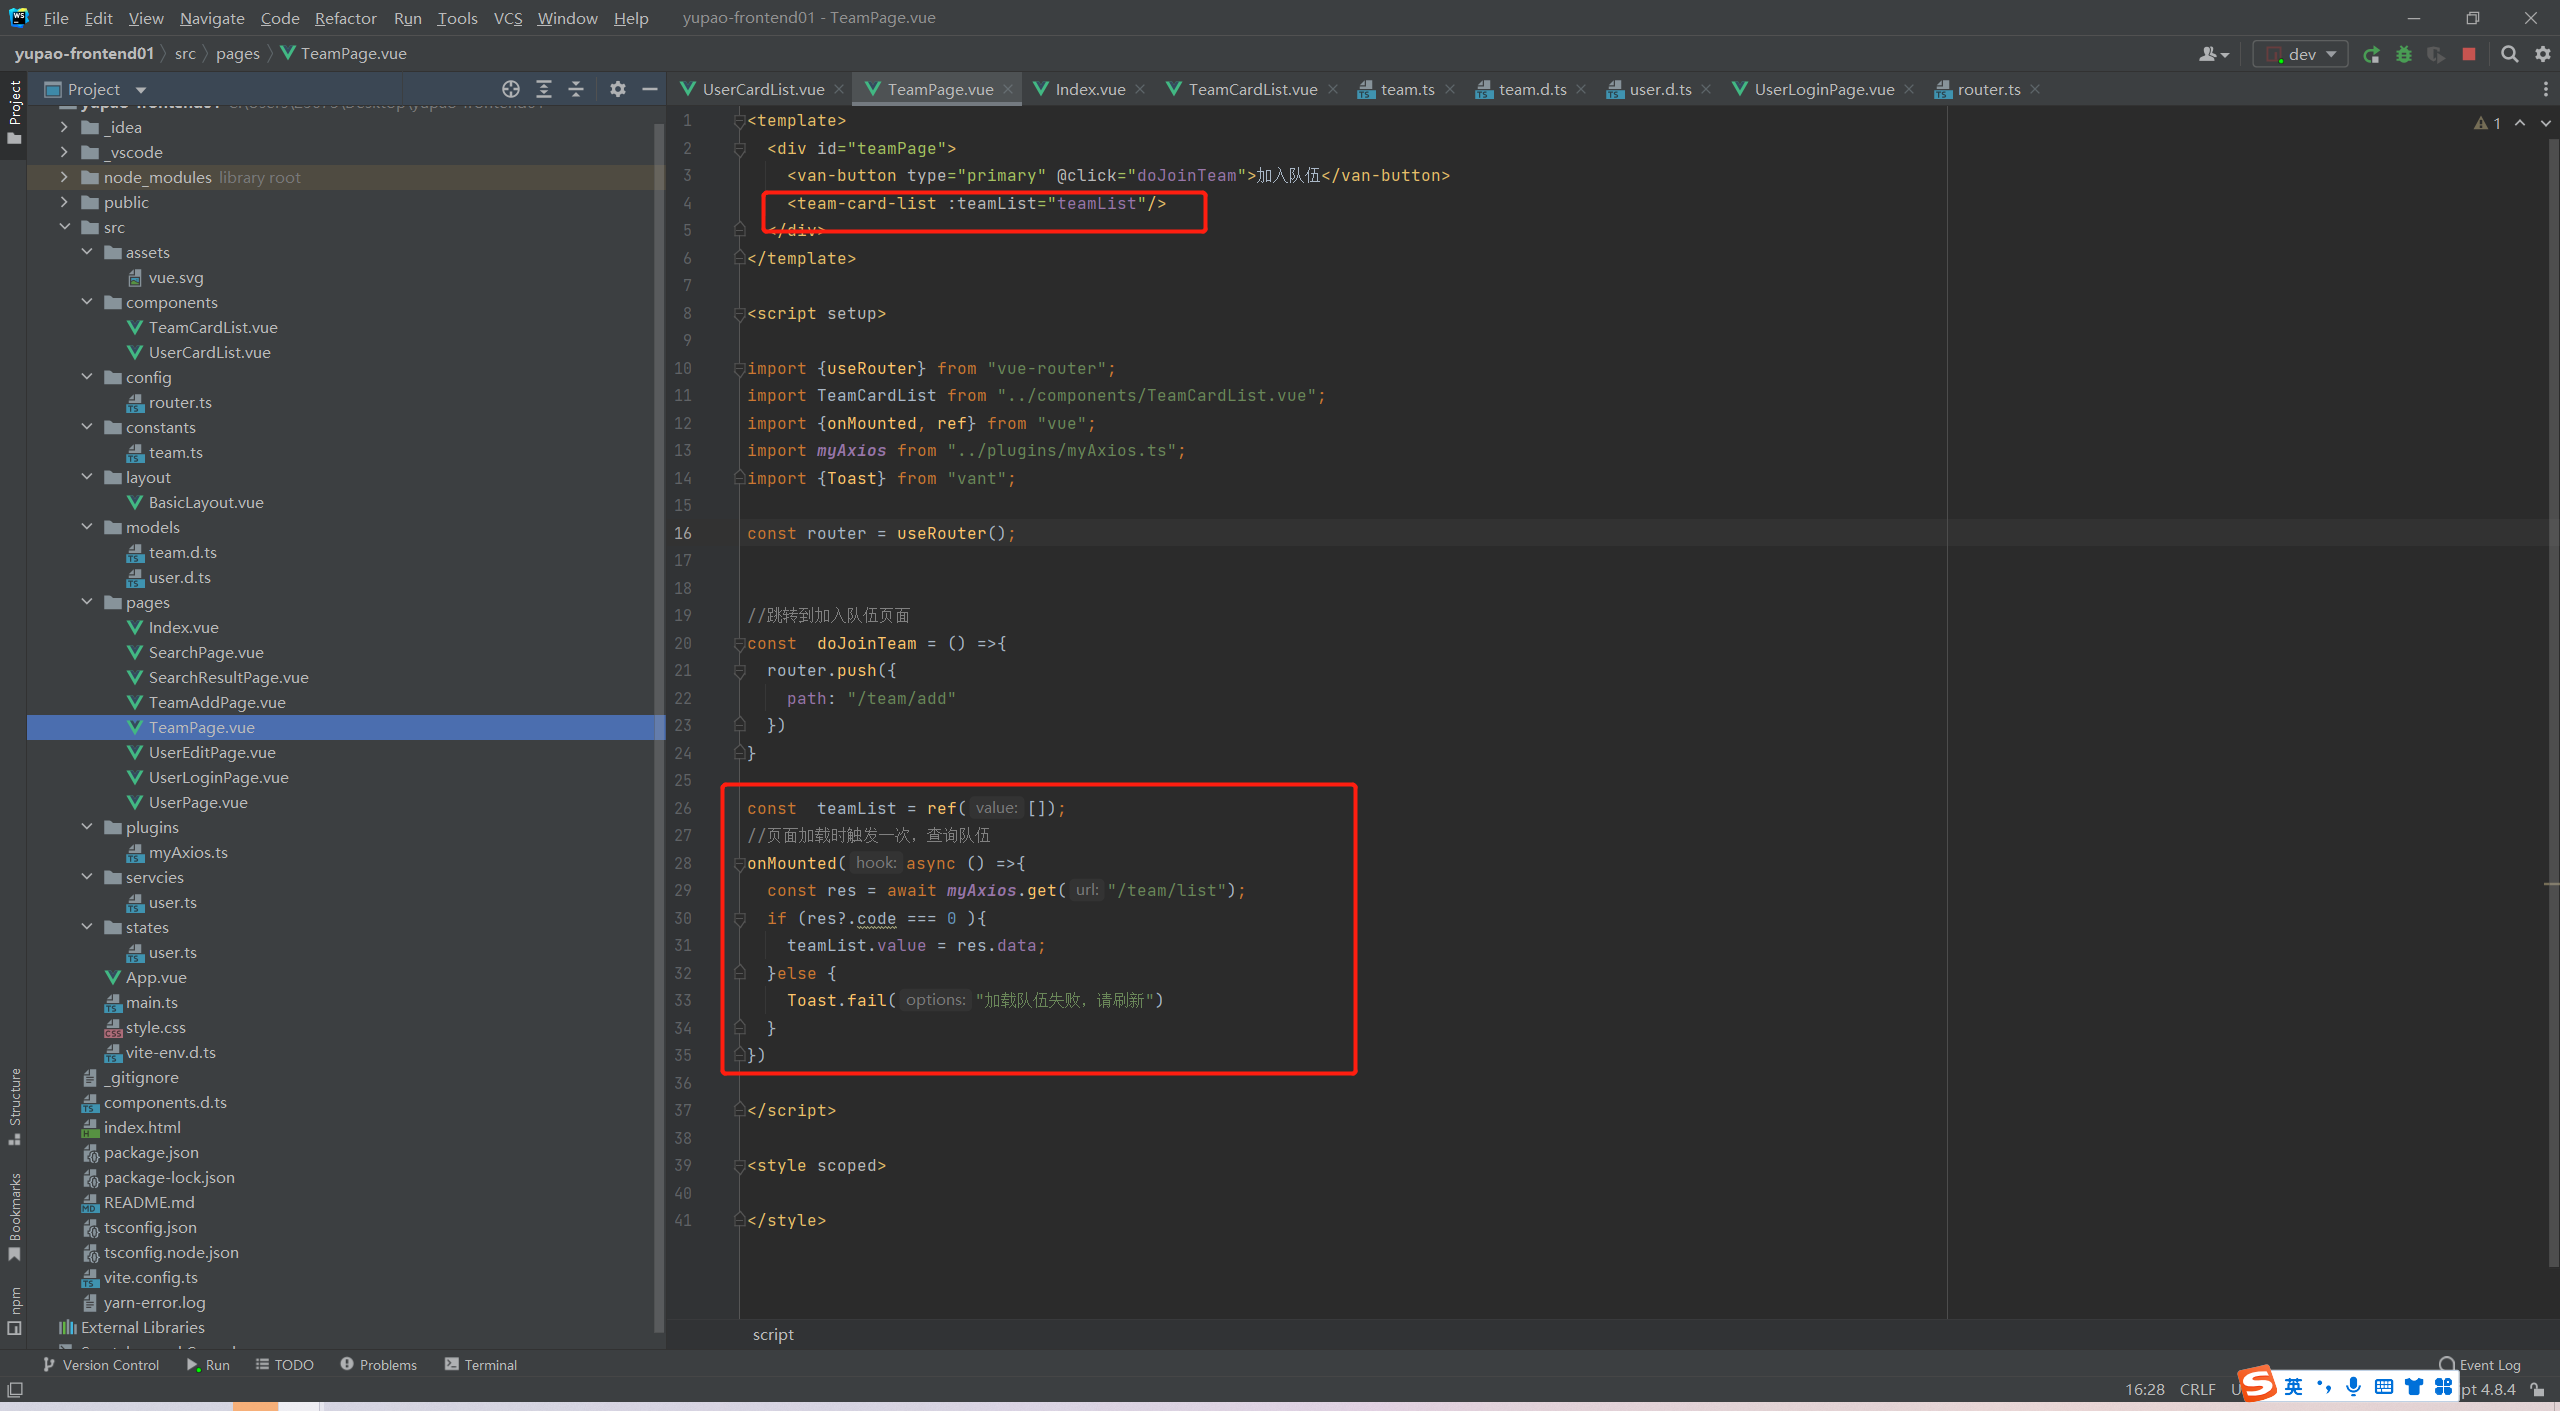 File Edit View Navigate Code Refactor Run Tools VCS Window Help yupao-frontend01 - TeamPage.vue
yupao-frontend01 src pages TeamPage.vue
dev
Project
UserCardList.vue TeamPage.vue Index.vue TeamCardList.vue team.ts team.d.ts user.d.ts UserLoginPage.vue router.ts
Project
_idea
_vscode
node_modules library root
public
src
assets
vue.svg
components
TeamCardList.vue
UserCardList.vue
config
router.ts
constants
team.ts
layout
BasicLayout.vue
models
team.d.ts
user.d.ts
pages
Index.vue
SearchPage.vue
SearchResultPage.vue
TeamAddPage.vue
TeamPage.vue
UserEditPage.vue
UserLoginPage.vue
UserPage.vue
plugins
myAxios.ts
servcies
user.ts
states
user.ts
App.vue
main.ts
style.css
vite-env.d.ts
_gitignore
components.d.ts
index.html
package.json
package-lock.json
README.md
tsconfig.json
tsconfig.node.json
vite.config.ts
yarn-error.log
External Libraries
Structure
Bookmarks
npm
1
1 <template>
2 <div id="teamPage">
3 <van-button type="primary" @click="doJoinTeam">加入队伍</van-button>
4 <team-card-list :teamList="teamList"/>
5 </div>
6 </template>
7
8 <script setup>
9
10 import {useRouter} from "vue-router";
11 import TeamCardList from "../components/TeamCardList.vue";
12 import {onMounted, ref} from "vue";
13 import myAxios from "../plugins/myAxios.ts";
14 import {Toast} from "vant";
15
16 const router = useRouter();
17
18
19 //跳转到加入队伍页面
20 const  doJoinTeam = () =>{
21 router.push({
22 path: "/team/add"
23 })
24 }
25
26 const  teamList = ref( value: []);
27 //页面加载时触发一次，查询队伍
28 onMounted( hook: async () =>{
29 const res = await myAxios.get( url: "/team/list");
30 if (res?.code === 0 ){
31 teamList.value = res.data;
32 }else {
33 Toast.fail( options: "加载队伍失败，请刷新")
34 }
35 })
36
37 </script>
38
39 <style scoped>
40
41 </style>
script
Version Control Run TODO Problems Terminal Event Log
16:28 CRLF U 英 pt 4.8.4